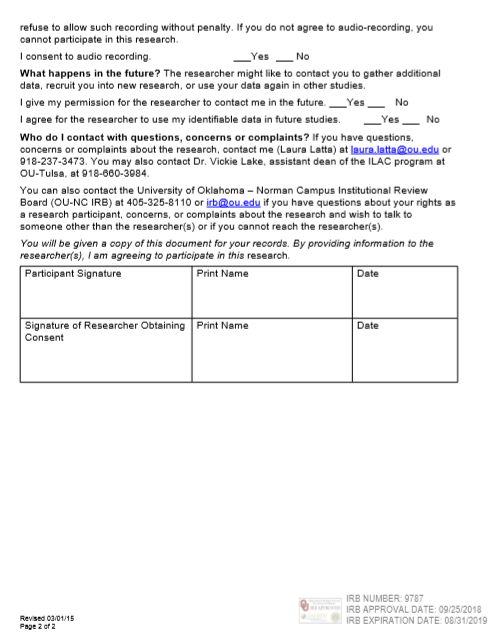 refuse to allow such recording without penalty. If you do not agree to audio-recording, you
cannot participate in this research.
I consent to audio recording. ___Yes ___ No
What happens in the future? The researcher might like to contact you to gather additional
data, recruit you into new research, or use your data again in other studies.
I give my permission for the researcher to contact me in the future. ___Yes ___ No
I agree for the researcher to use my identifiable data in future studies. ___Yes ___ No
Who do I contact with questions, concerns or complaints? If you have questions,
concerns or complaints about the research, contact me (Laura Latta) at laura.latta@ou.edu or
918-237-3473. You may also contact Dr. Vickie Lake, assistant dean of the ILAC program at
OU-Tulsa, at 918-660-3984.
You can also contact the University of Oklahoma – Norman Campus Institutional Review
Board (OU-NC IRB) at 405-325-8110 or irb@ou.edu if you have questions about your rights as
a research participant, concerns, or complaints about the research and wish to talk to
someone other than the researcher(s) or if you cannot reach the researcher(s).
You will be given a copy of this document for your records. By providing information to the
researcher(s), I am agreeing to participate in this research.
Participant Signature Print Name Date
Signature of Researcher Obtaining Print Name Date
Consent
IRB NUMBER: 9787
IRB APPROVAL DATE: 09/25/2018
IRB EXPIRATION DATE: 08/31/2019
Revised 03/01/15
Page 2 of 2